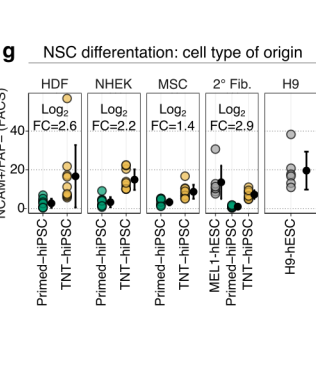 g NSC differentation: cell type of origin
HDF NHEK MSC 2° Fib. H9
Log2 FC=2.6
Log2 FC=2.2
Log2 FC=1.4
Log2 FC=2.9
40
20
0
Primed−hiPSC
TNT−hiPSC
Primed−hiPSC
TNT−hiPSC
Primed−hiPSC
TNT−hiPSC
MEL1-hESC
Primed−hiPSC
TNT−hiPSC
H9-hESC